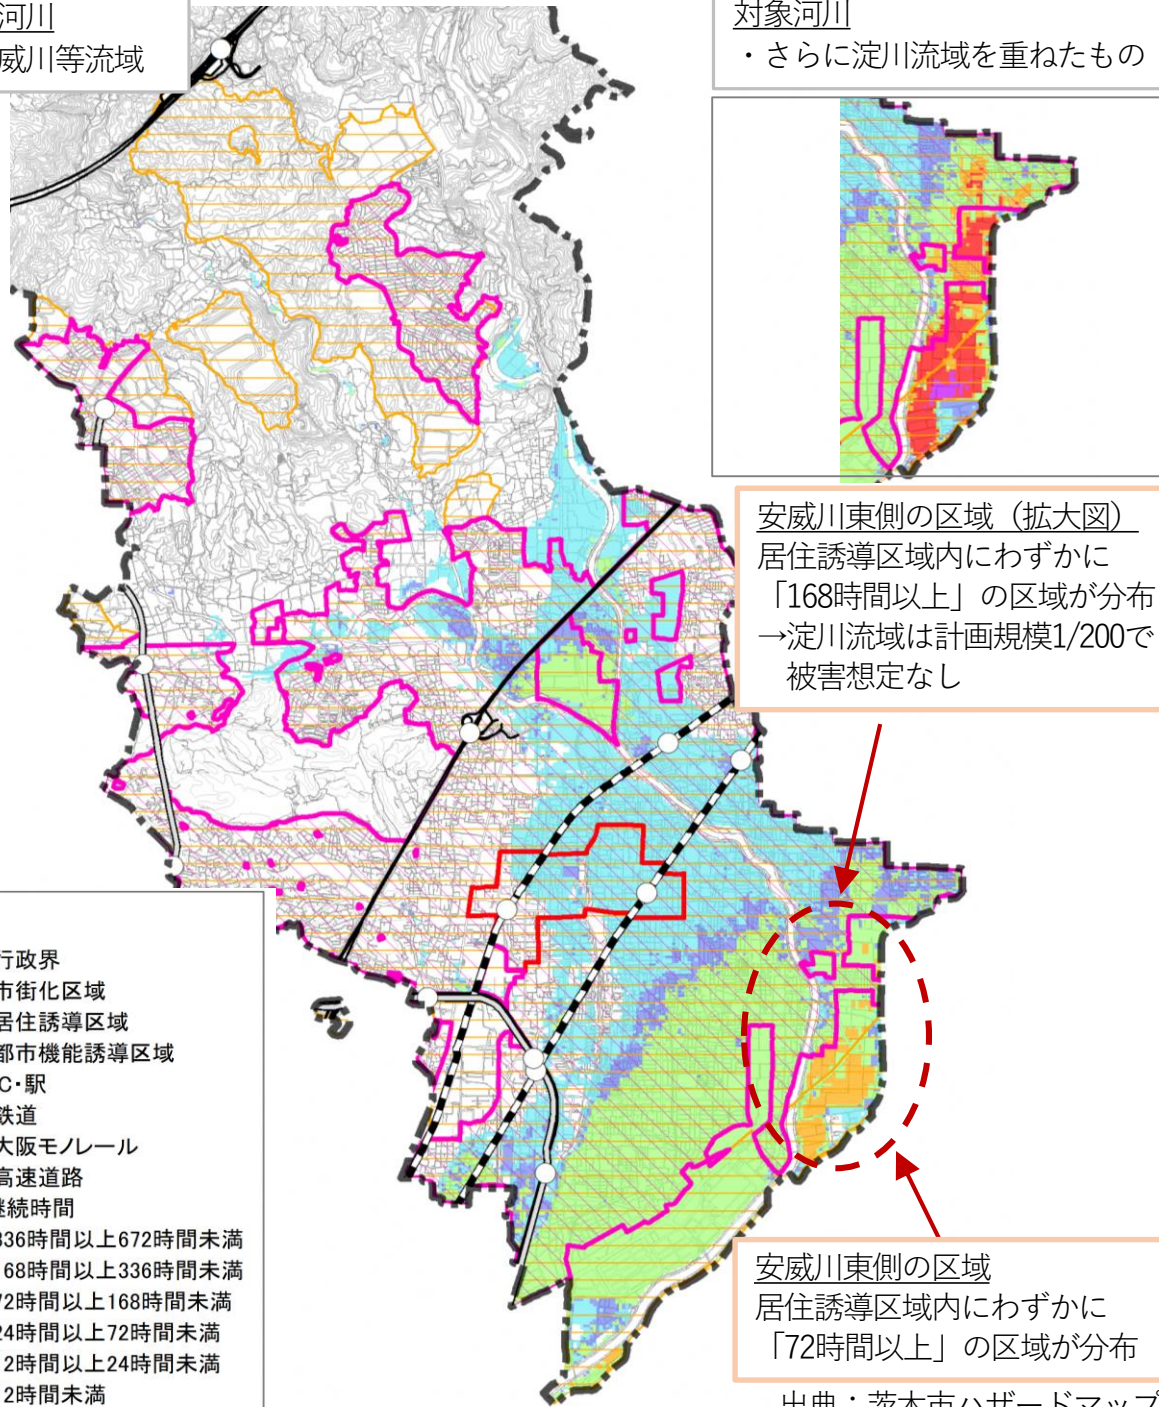 河川
威川等流域
対象河川
・さらに淀川流域を重ねたもの
安威川東側の区域（拡大図）
居住誘導区域内にわずかに
「168時間以上」の区域が分布
→淀川流域は計画規模1/200で
被害想定なし
行政界
市街化区域
居住誘導区域
都市機能誘導区域
C・駅
鉄道
大阪モノレール
高速道路
継続時間
336時間以上672時間未満
168時間以上336時間未満
72時間以上168時間未満
24時間以上72時間未満
12時間以上24時間未満
12時間未満
安威川東側の区域
居住誘導区域内にわずかに
「72時間以上」の区域が分布
出典：茨木市ハザードマップ